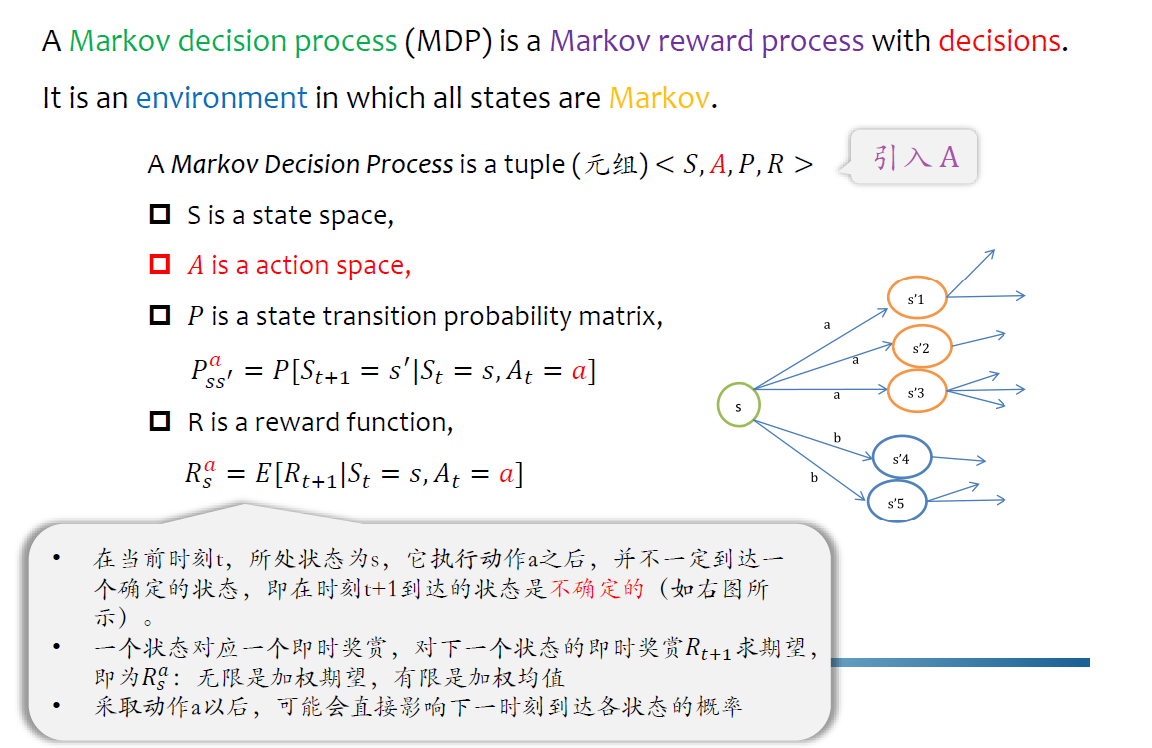 A Markov decision process (MDP) is a Markov reward process with decisions.
It is an environment in which all states are Markov.
A Markov Decision Process is a tuple (元组) < S, A, P, R >
引入A
S is a state space,
A is a action space,
P is a state transition probability matrix,
P^a_{ss'} = P[S_{t+1} = s'|S_t = s, A_t = a]
R is a reward function,
R^a_s = E[R_{t+1}|S_t = s, A_t = a]
s
a
a
a
b
b
s'1
s'2
s'3
s'4
s'5
• 在当前时刻t，所处状态为s，它执行动作a之后，并不一定到达一
个确定的状态，即在时刻t+1到达的状态是不确定的（如右图所
示）。
• 一个状态对应一个即时奖赏，对下一个状态的即时奖赏R_{t+1}求期望，
即为R^a_s：无限是加权期望，有限是加权均值
• 采取动作a以后，可能会直接影响下一时刻到达各状态的概率